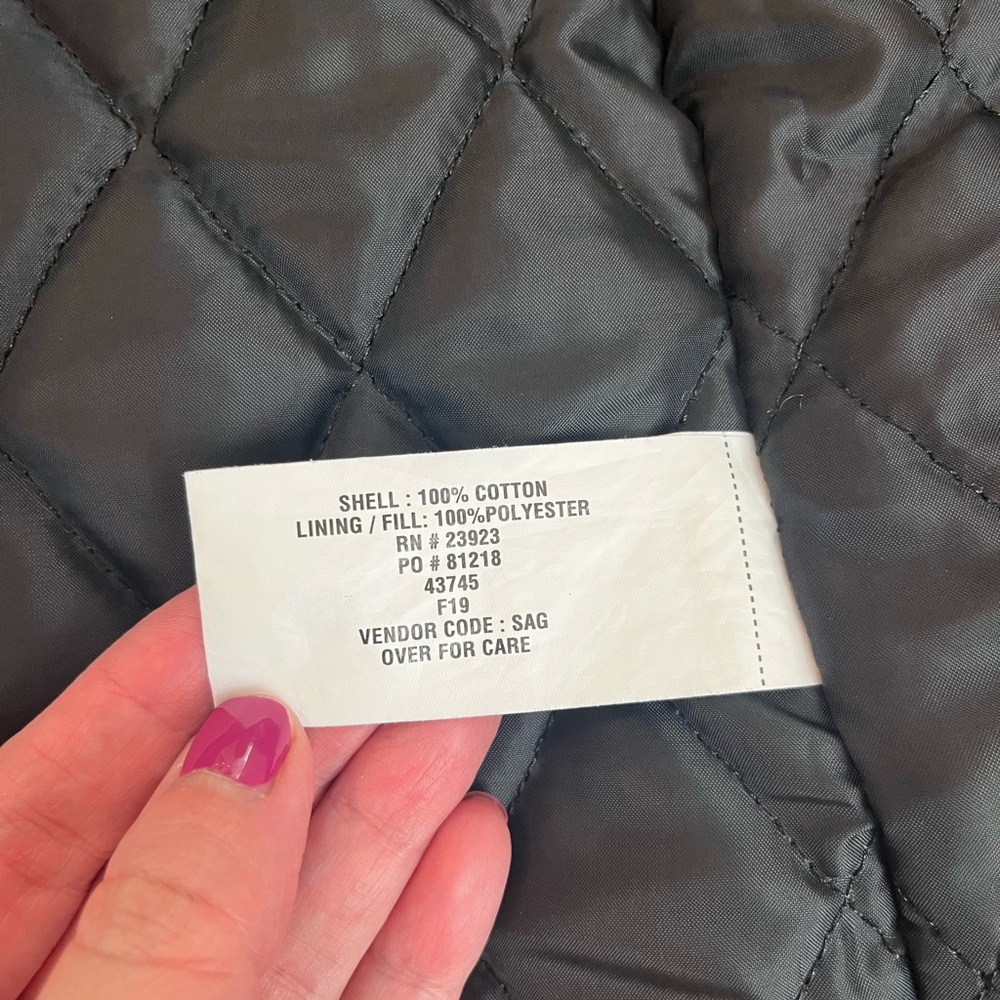 SHELL : 100% COTTON
LINING / FILL: 100%POLYESTER
RN # 23923
PO # 81218
43745
F19
VENDOR CODE : SAG
OVER FOR CARE